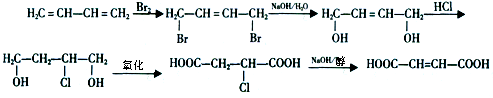 H₂C=CH-CH=CH₂ Br₂ H₂C-CH=CH-CH₂ NaOH/H₂O H₂C-CH=CH-CH₂ HCl
Br Br OH OH
H₂C-CH₂-CH-CH₂ 氧化 HOOC-CH₂-CH-COOH NaOH/醇 HOOC-CH=CH-COOH
OH Cl OH Cl